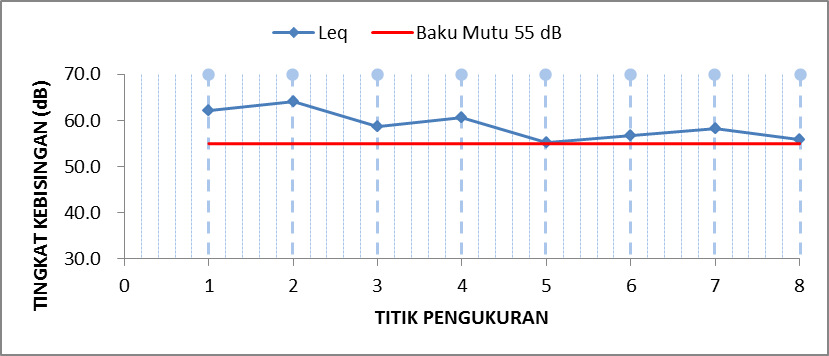 Leq Baku Mutu 55 dB
TINGKAT KEBISINGAN (dB)
70.0
60.0
50.0
40.0
30.0
0 1 2 3 4 5 6 7 8
TITIK PENGUKURAN